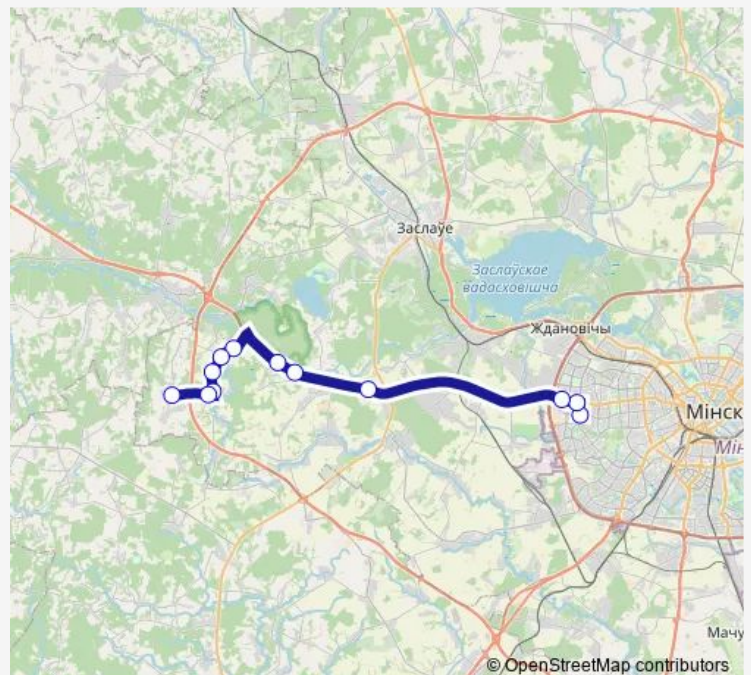 Заслаўе
Заслаўскае
вадасховішча
Ждановічы
Мінск
Мін
Мачу
© OpenStreetMap contributors